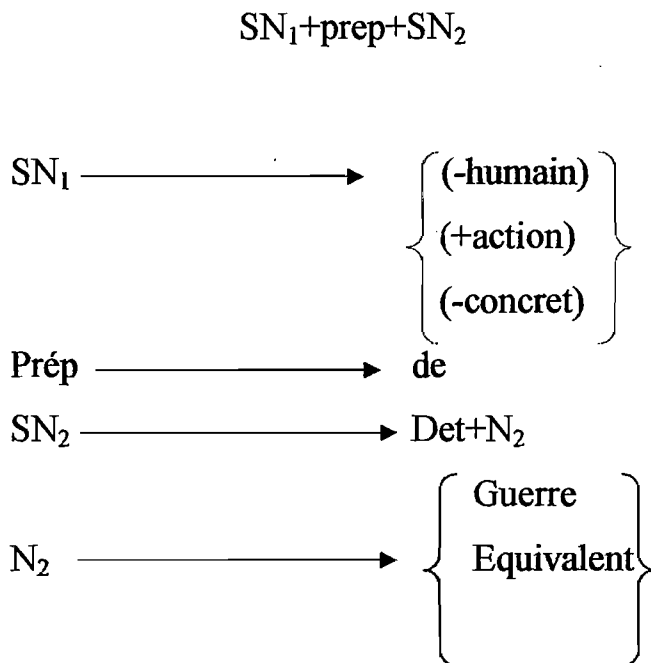 SN₁+prep+SN₂
SN₁ (-humain)
(+action)
(-concret)
Prép de
SN₂ Det+N₂
Guerre
N₂ Equivalent